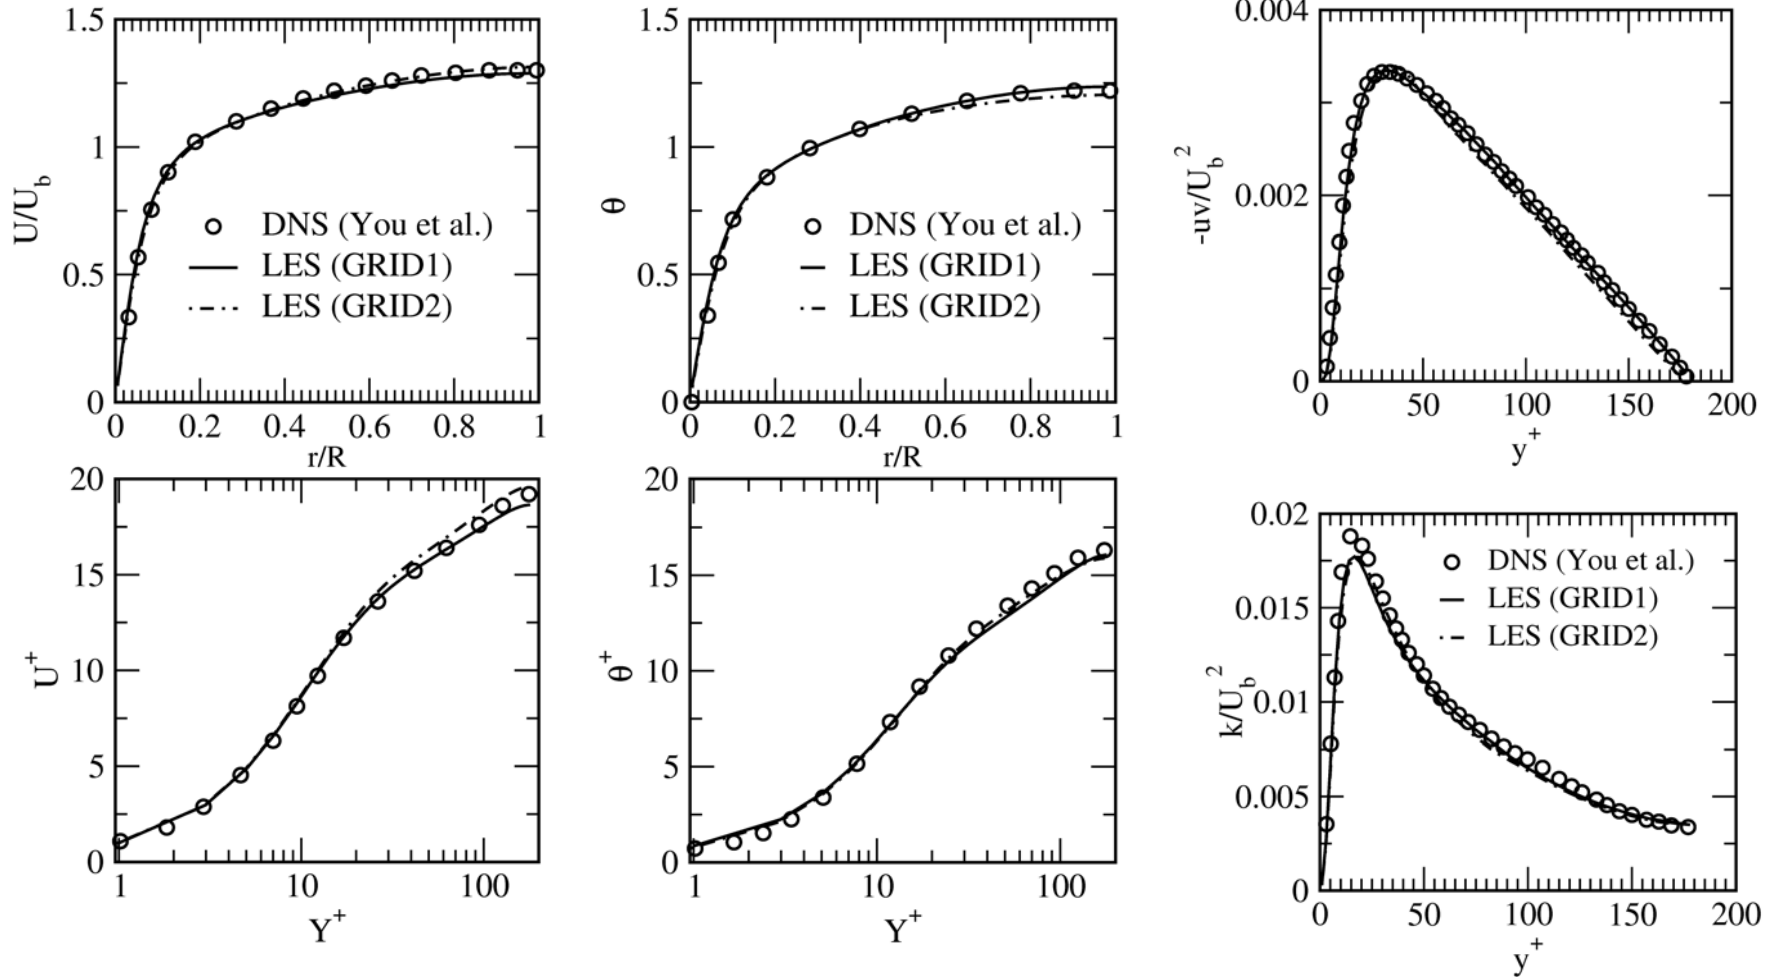 1.5
1
0.5
0
U/U_b
DNS (You et al.)
LES (GRID1)
LES (GRID2)
0 0.2 0.4 0.6 0.8 1
r/R
1.5
1
0.5
0
θ
DNS (You et al.)
LES (GRID1)
LES (GRID2)
0 0.2 0.4 0.6 0.8 1
r/R
0.004
0.002
0
-uv/U_b^2
0 50 100 150 200
y^+
20
15
10
5
0
U^+
1 10 100
Y^+
20
15
10
5
0
θ^+
1 10 100
Y^+
0.02
0.015
0.01
0.005
0
k/U_b^2
DNS (You et al.)
LES (GRID1)
LES (GRID2)
0 50 100 150 200
y^+